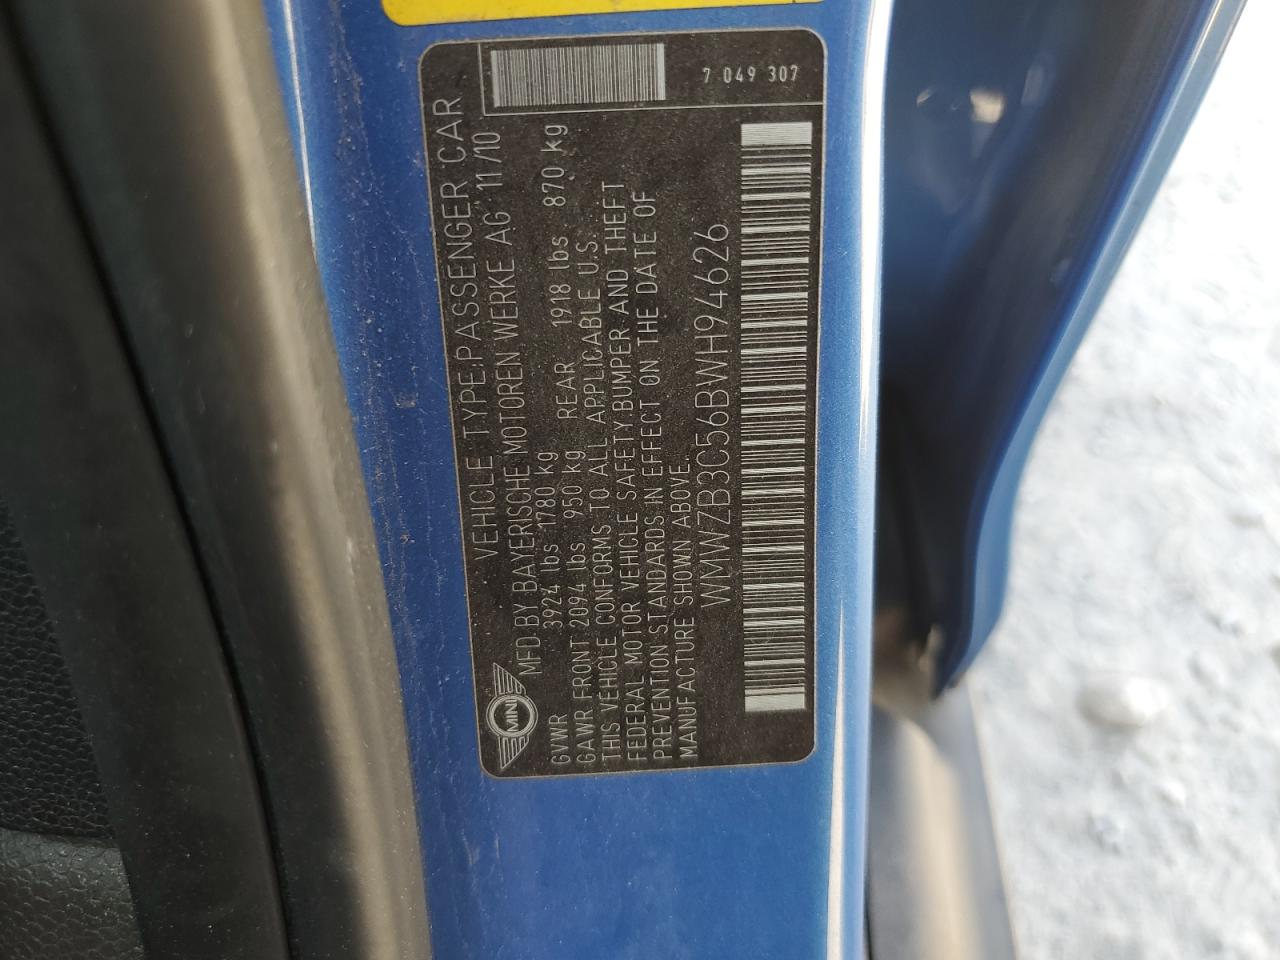 7 049 307
VEHICLE TYPE:PASSENGER CAR
MFD BY BAYERISCHE MOTOREN WERKE AG 11/10
MINI
GVWR 3924 lbs 1780 kg
GAWR FRONT 2094 lbs 950 kg REAR 1918 lbs 870 kg
THIS VEHICLE CONFORMS TO ALL APPLICABLE U.S.
FEDERAL MOTOR VEHICLE SAFETY.BUMPER AND THEFT
PREVENTION STANDARDS IN EFFECT ON THE DATE OF
MANUFACTURE SHOWN ABOVE.
WMWZB3C56BWH94626